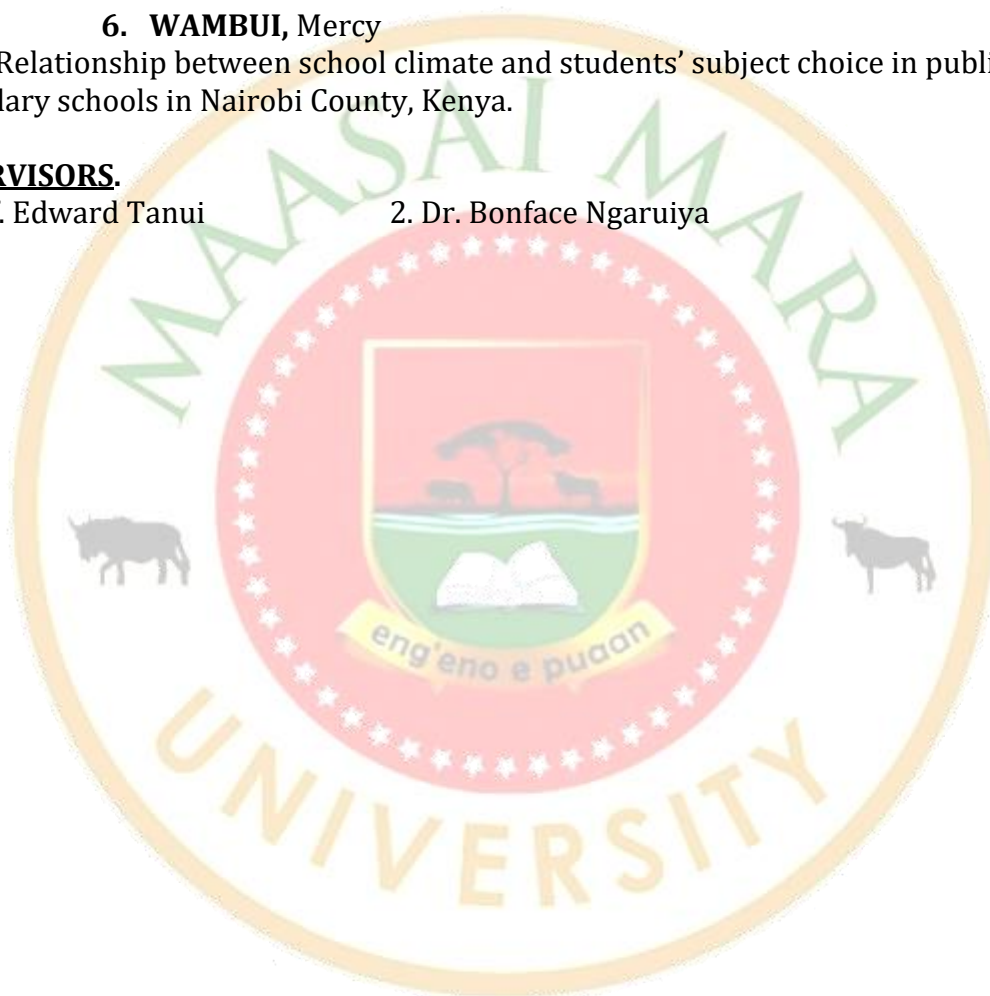 6. WAMBUI, Mercy
Relationship between school climate and students’ subject choice in publi
dary schools in Nairobi County, Kenya.
RVISORS.
. Edward Tanui 2. Dr. Bonface Ngaruiya
MAASAI MARA
eng'eno e puaan
UNIVERSITY